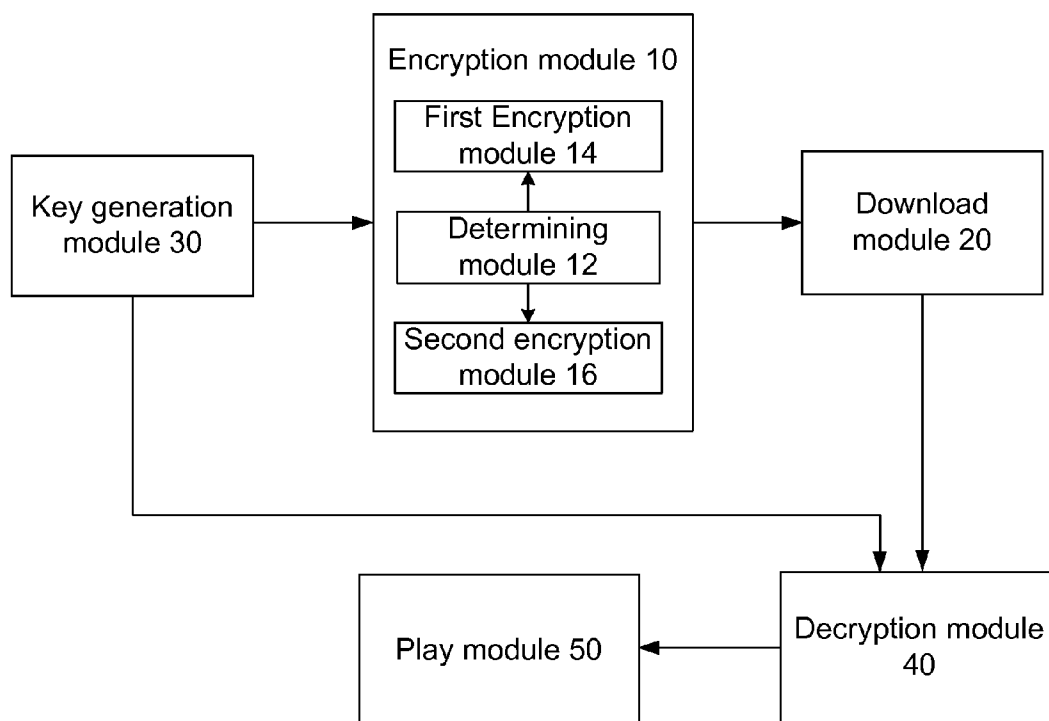 Encryption module 10
First Encryption
module 14
Key generation
module 30
Determining
module 12
Download
module 20
Second encryption
module 16
Play module 50
Decryption module
40